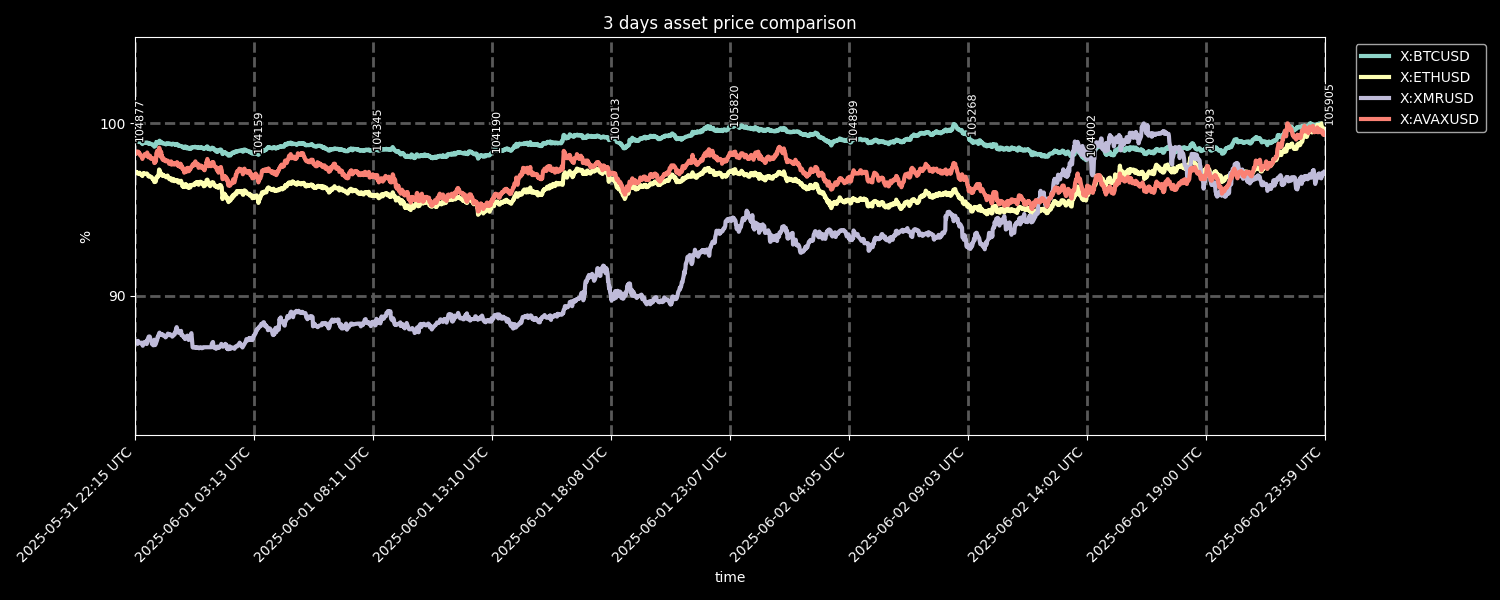 3 days asset price comparison
X:BTCUSD
X:ETHUSD
X:XMRUSD
X:AVAXUSD
104877
104159
104345
104190
105013
105820
104899
105268
104002
104393
105905
100
90
%
2025-05-31 22:15 UTC
2025-06-01 03:13 UTC
2025-06-01 08:11 UTC
2025-06-01 13:10 UTC
2025-06-01 18:08 UTC
2025-06-01 23:07 UTC
2025-06-02 04:05 UTC
2025-06-02 09:03 UTC
2025-06-02 14:02 UTC
2025-06-02 19:00 UTC
2025-06-02 23:59 UTC
time